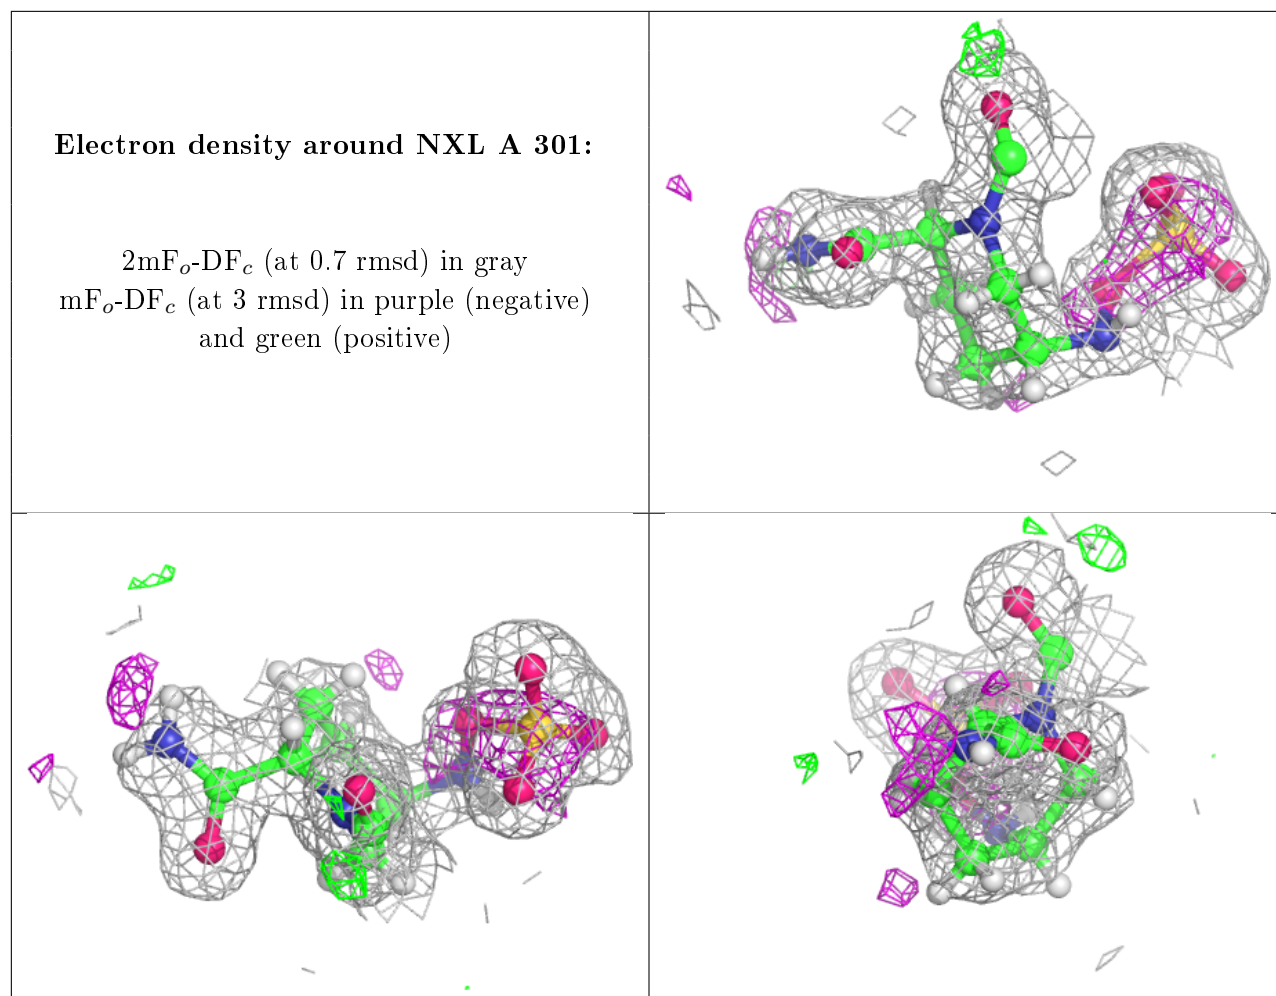 Electron density around NXL A 301:
2mFo-DFc (at 0.7 rmsd) in gray
mFo-DFc (at 3 rmsd) in purple (negative)
and green (positive)